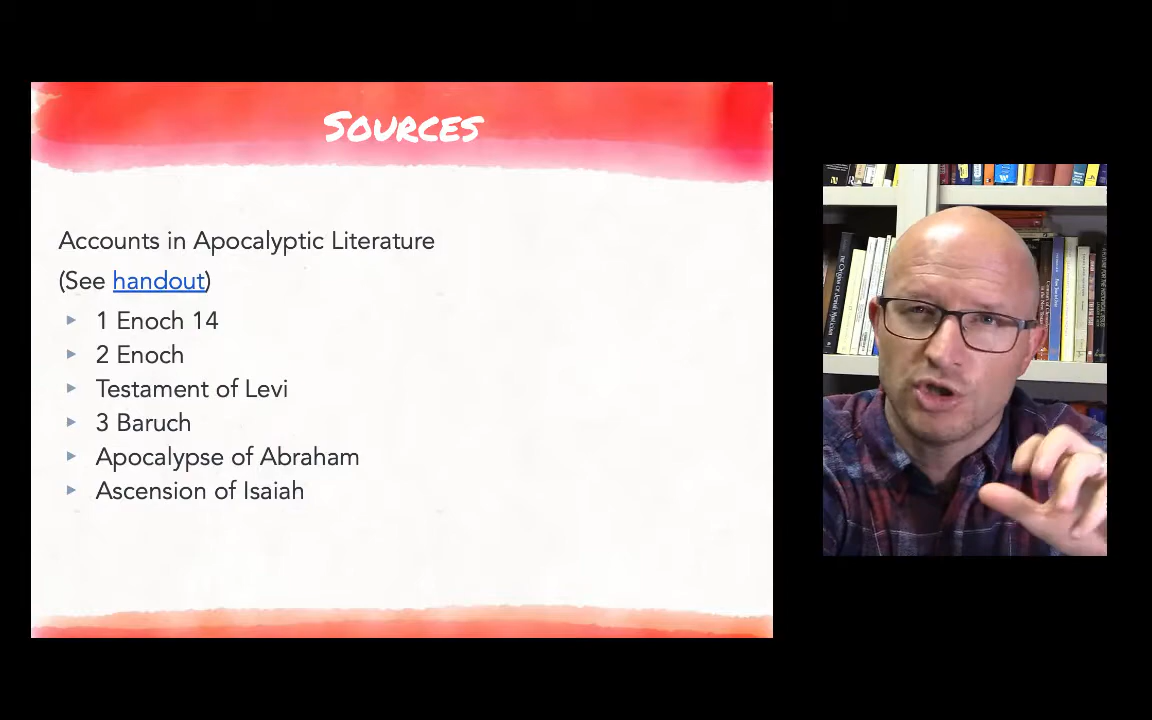 Sources
Accounts in Apocalyptic Literature
(See handout)
1 Enoch 14
2 Enoch
Testament of Levi
3 Baruch
Apocalypse of Abraham
Ascension of Isaiah